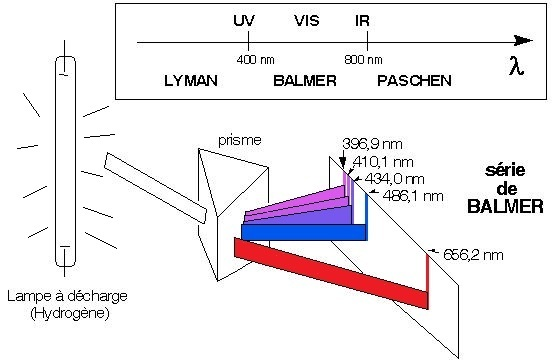 UV VIS IR
400 nm 800 nm λ
LYMAN BALMER PASCHEN
prisme
396,9 nm
410,1 nm
434,0 nm
486,1 nm
série
de
BALMER
656,2 nm
Lampe à décharge
(Hydrogène)